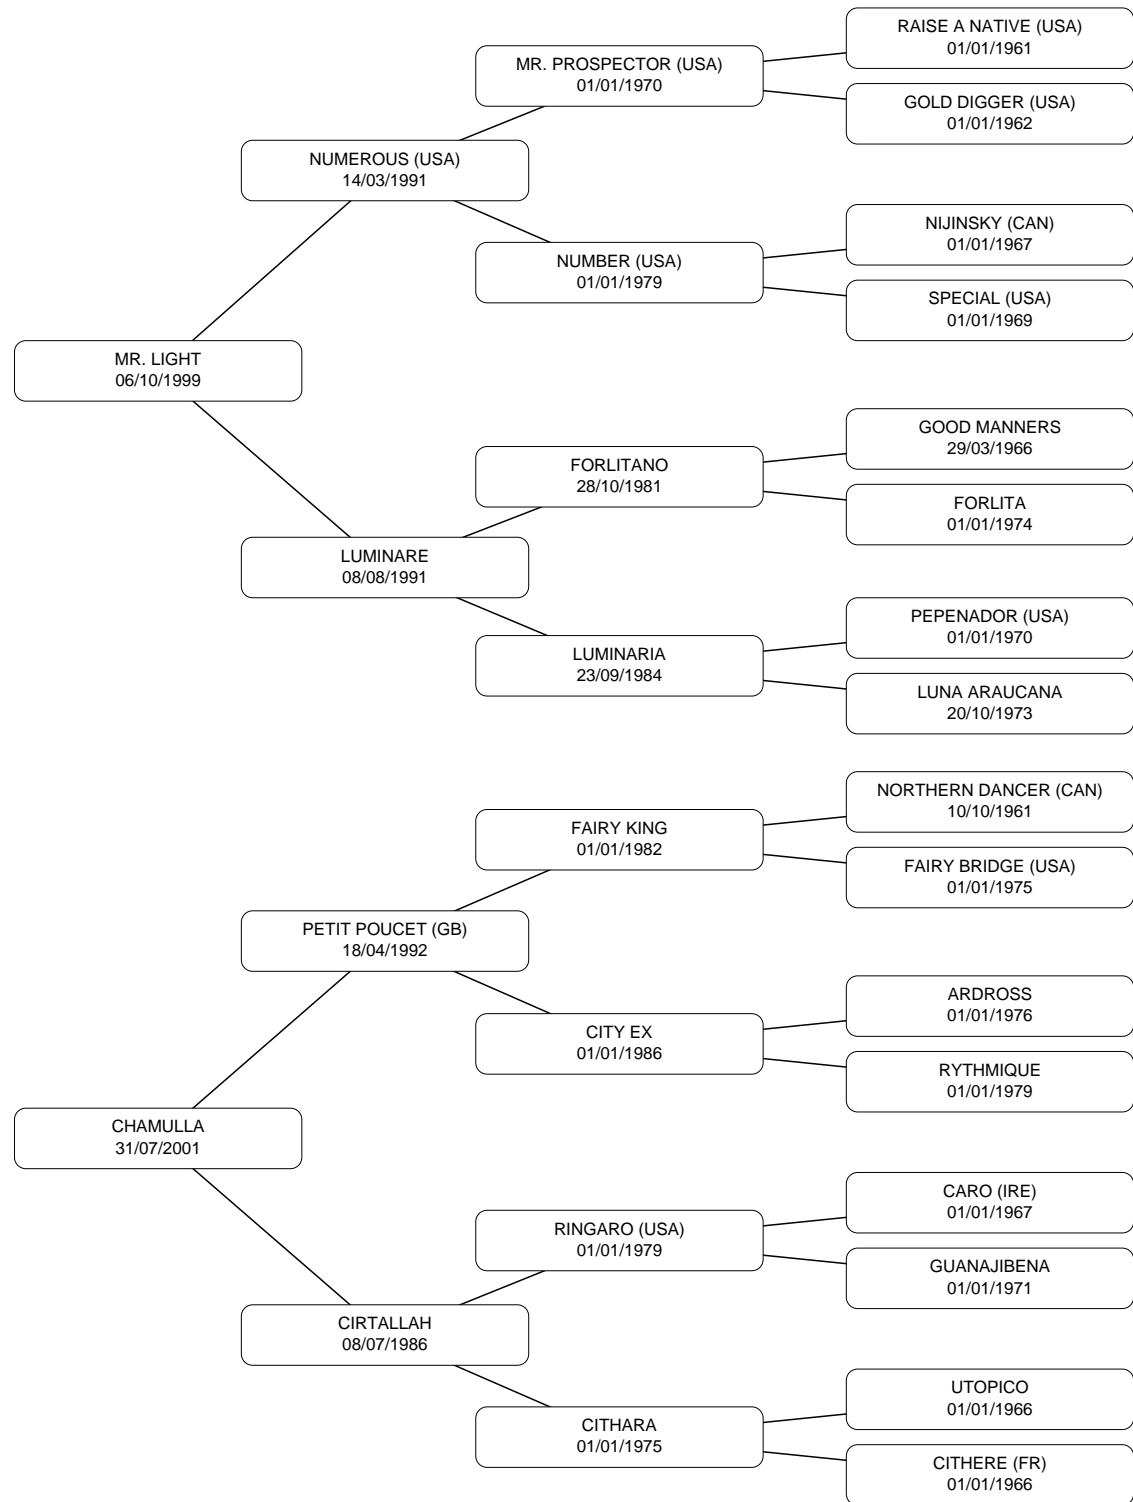 RAISE A NATIVE (USA)
01/01/1961
MR. PROSPECTOR (USA)
01/01/1970
GOLD DIGGER (USA)
01/01/1962
NUMEROUS (USA)
14/03/1991
NIJINSKY (CAN)
01/01/1967
NUMBER (USA)
01/01/1979
SPECIAL (USA)
01/01/1969
MR. LIGHT
06/10/1999
GOOD MANNERS
29/03/1966
FORLITANO
28/10/1981
FORLITA
01/01/1974
LUMINARE
08/08/1991
PEPENADOR (USA)
01/01/1970
LUMINARIA
23/09/1984
LUNA ARAUCANA
20/10/1973
NORTHERN DANCER (CAN)
10/10/1961
FAIRY KING
01/01/1982
FAIRY BRIDGE (USA)
01/01/1975
PETIT POUCET (GB)
18/04/1992
ARDROSS
01/01/1976
CITY EX
01/01/1986
RYTHMIQUE
01/01/1979
CHAMULLA
31/07/2001
CARO (IRE)
01/01/1967
RINGARO (USA)
01/01/1979
GUANAJIBENA
01/01/1971
CIRTALLAH
08/07/1986
UTOPICO
01/01/1966
CITHARA
01/01/1975
CITHERE (FR)
01/01/1966